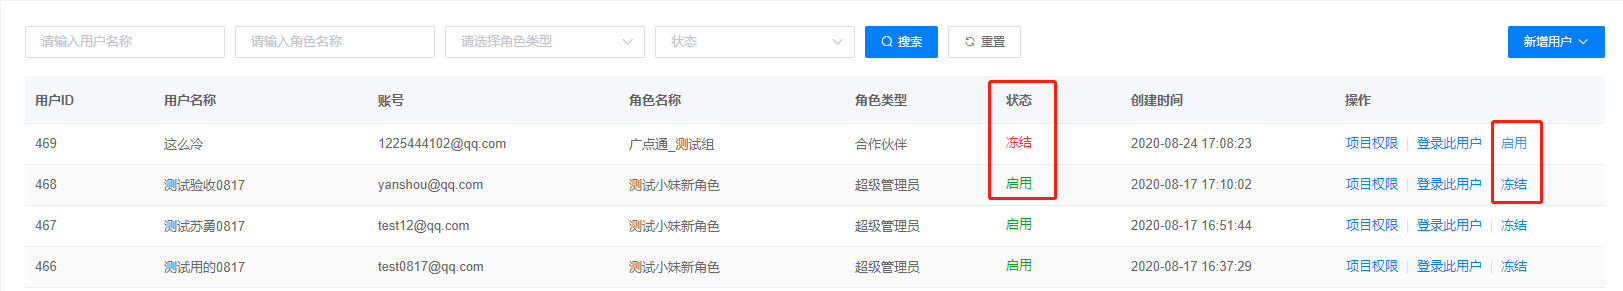 请输入用户名称 请输入角色名称 请选择角色类型 状态 搜索 重置 新增用户
用户ID 用户名称 账号 角色名称 角色类型 状态 创建时间 操作
469 这么冷 1225444102@qq.com 广点通_测试组 合作伙伴 冻结 2020-08-24 17:08:23 项目权限 登录此用户 启用
468 测试验收0817 yanshou@qq.com 测试小妹新角色 超级管理员 启用 2020-08-17 17:10:02 项目权限 登录此用户 冻结
467 测试苏勇0817 test12@qq.com 测试小妹新角色 超级管理员 启用 2020-08-17 16:51:44 项目权限 登录此用户 冻结
466 测试用的0817 test0817@qq.com 测试小妹新角色 超级管理员 启用 2020-08-17 16:37:29 项目权限 登录此用户 冻结